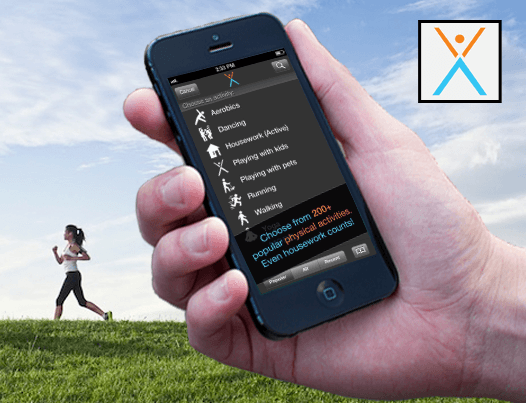 3:53 PM
Cancel
Choose an activity:
Aerobics
Dancing
Housework (Active)
Playing with kids
Playing with pets
Running
Walking
Choose from 200+
popular physical activities.
Even housework counts!
Popular
All
Recent